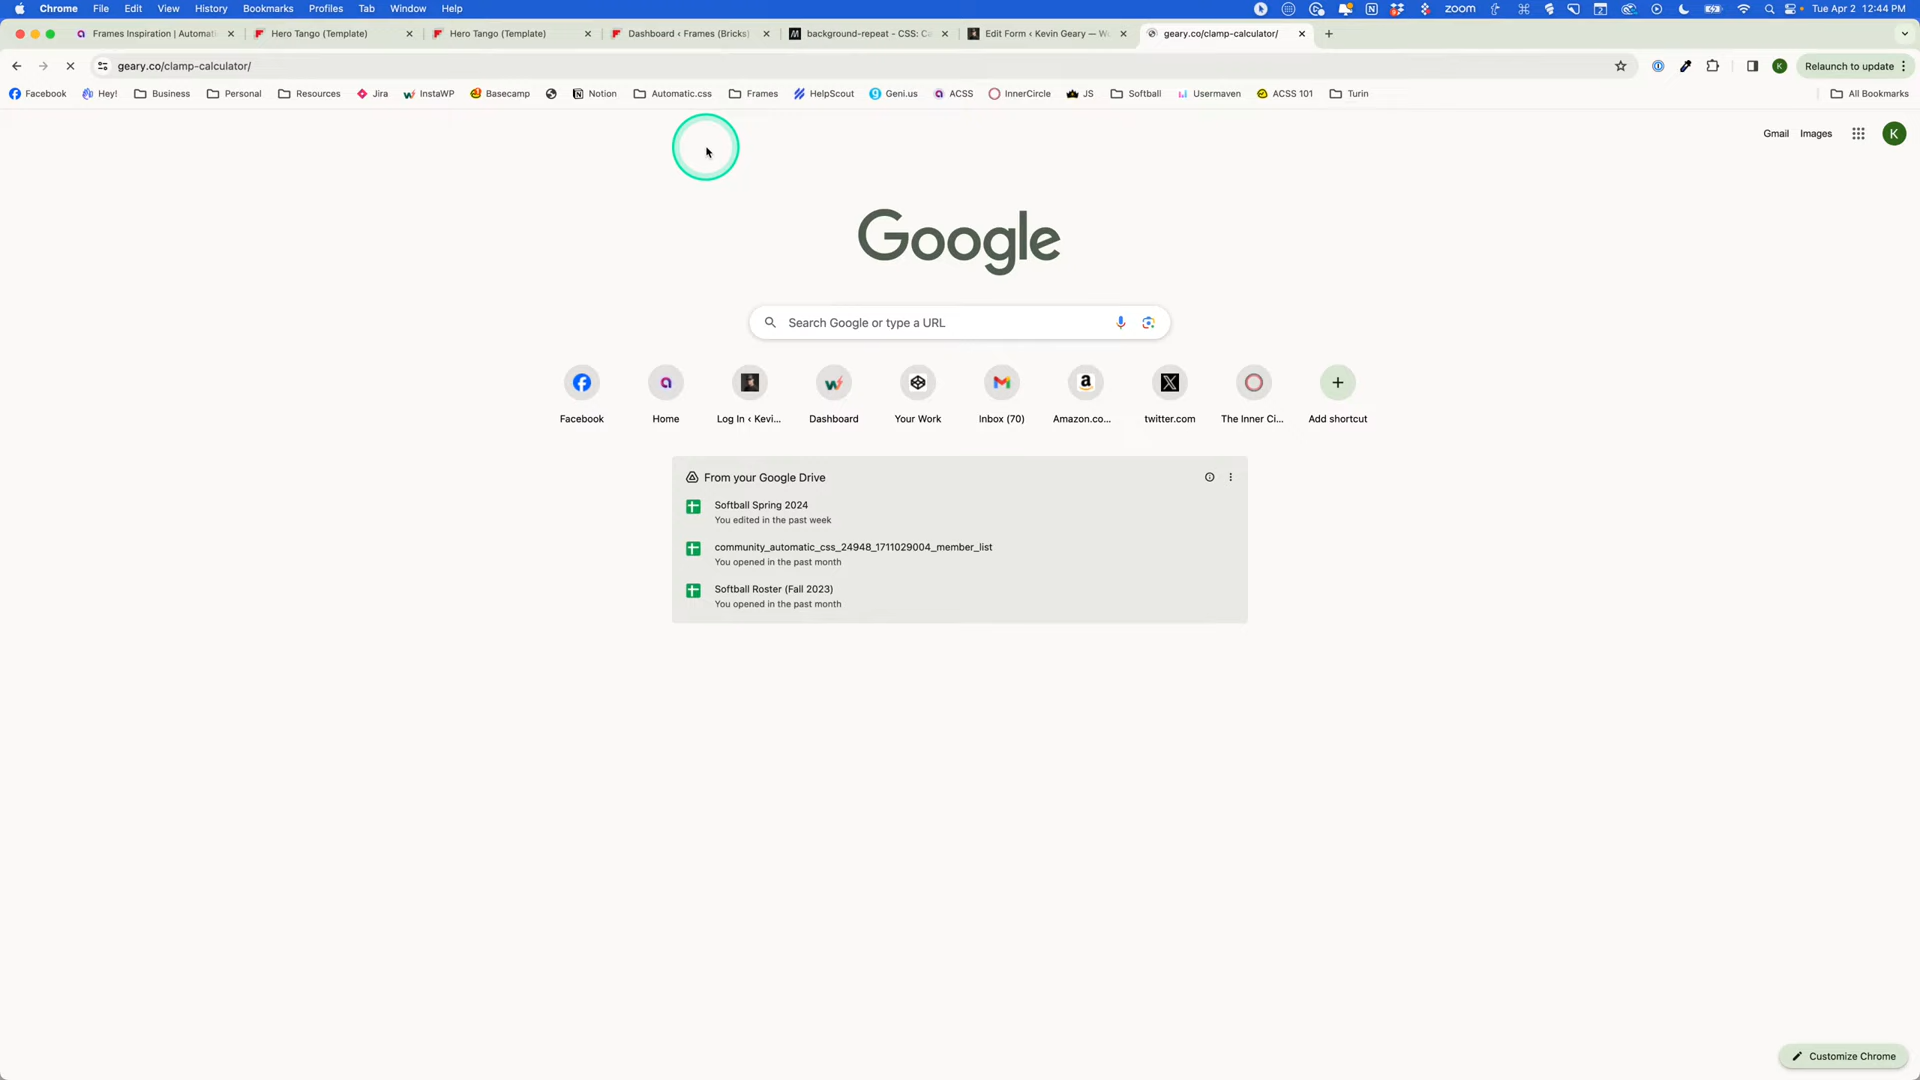 Chrome File Edit View History Bookmarks Profiles Tab Window Help zoom Tue Apr 2 12:44 PM
Frames Inspiration | Automat Hero Tango (Template) Hero Tango (Template) Dashboard ‹ Frames (Bricks) background-repeat - CSS: Ca Edit Form ‹ Kevin Geary — W geary.co/clamp-calculator/
geary.co/clamp-calculator/ K Relaunch to update
Facebook Hey! Business Personal Resources Jira InstaWP Basecamp Notion Automatic.css Frames HelpScout Geni.us ACSS InnerCircle JS Softball Usermaven ACSS 101 Turin All Bookmarks
Gmail Images K
Google
Search Google or type a URL
Facebook Home Log In ‹ Kevi... Dashboard Your Work Inbox (70) Amazon.co... twitter.com The Inner Ci... Add shortcut
From your Google Drive
Softball Spring 2024
You edited in the past week
community_automatic_css_24948_1711029004_member_list
You opened in the past month
Softball Roster (Fall 2023)
You opened in the past month
Customize Chrome